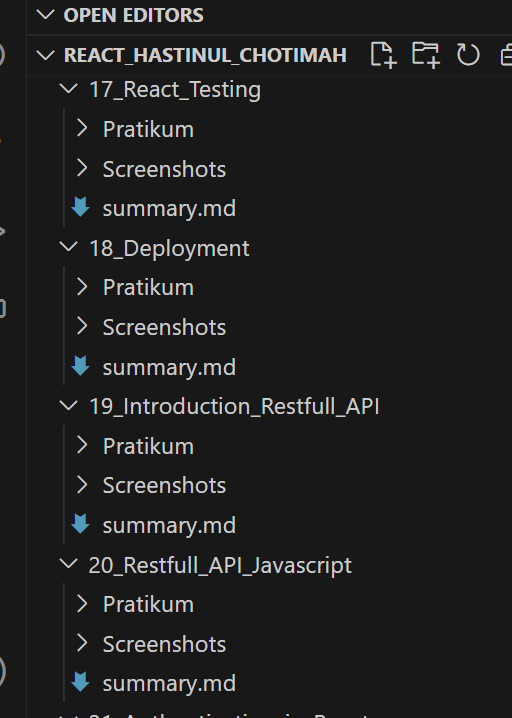 OPEN EDITORS
REACT_HASTINUL_CHOTIMAH
17_React_Testing
Pratikum
Screenshots
summary.md
18_Deployment
Pratikum
Screenshots
summary.md
19_Introduction_Restfull_API
Pratikum
Screenshots
summary.md
20_Restfull_API_Javascript
Pratikum
Screenshots
summary.md